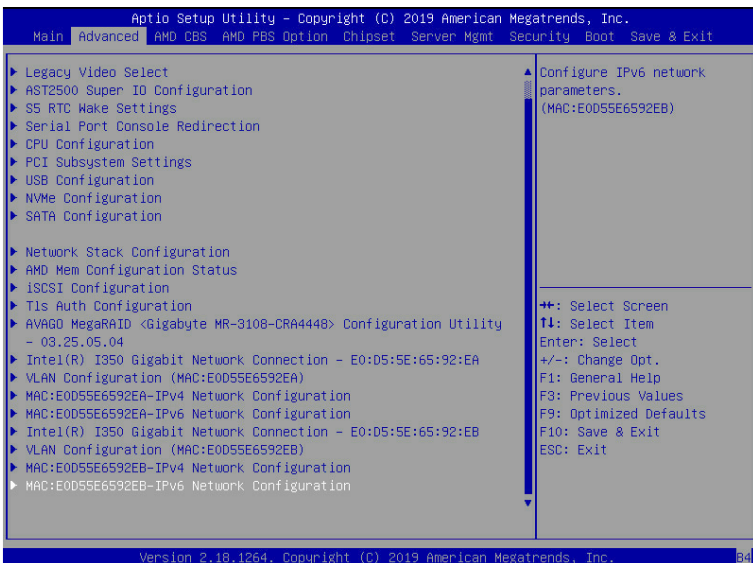 Aptio Setup Utility – Copyright (C) 2019 American Megatrends, Inc.
Main Advanced AMD CBS AMD PBS Option Chipset Server Mgmt Security Boot Save & Exit
Legacy Video Select
AST2500 Super IO Configuration
S5 RTC Wake Settings
Serial Port Console Redirection
CPU Configuration
PCI Subsystem Settings
USB Configuration
NVMe Configuration
SATA Configuration
Network Stack Configuration
AMD Mem Configuration Status
iSCSI Configuration
Tls Auth Configuration
AVAGO MegaRAID <Gigabyte MR-3108-CRA4448> Configuration Utility
– 03.25.05.04
Intel(R) I350 Gigabit Network Connection – E0:D5:5E:65:92:EA
VLAN Configuration (MAC:E0D55E6592EA)
MAC:E0D55E6592EA-IPv4 Network Configuration
MAC:E0D55E6592EA-IPv6 Network Configuration
Intel(R) I350 Gigabit Network Connection – E0:D5:5E:65:92:EB
VLAN Configuration (MAC:E0D55E6592EB)
MAC:E0D55E6592EB-IPv4 Network Configuration
MAC:E0D55E6592EB-IPv6 Network Configuration
Configure IPv6 network
parameters.
(MAC:E0D55E6592EB)
→←: Select Screen
↑↓: Select Item
Enter: Select
+/-: Change Opt.
F1: General Help
F3: Previous Values
F9: Optimized Defaults
F10: Save & Exit
ESC: Exit
Version 2.18.1264. Copyright (C) 2019 American Megatrends, Inc.
B4